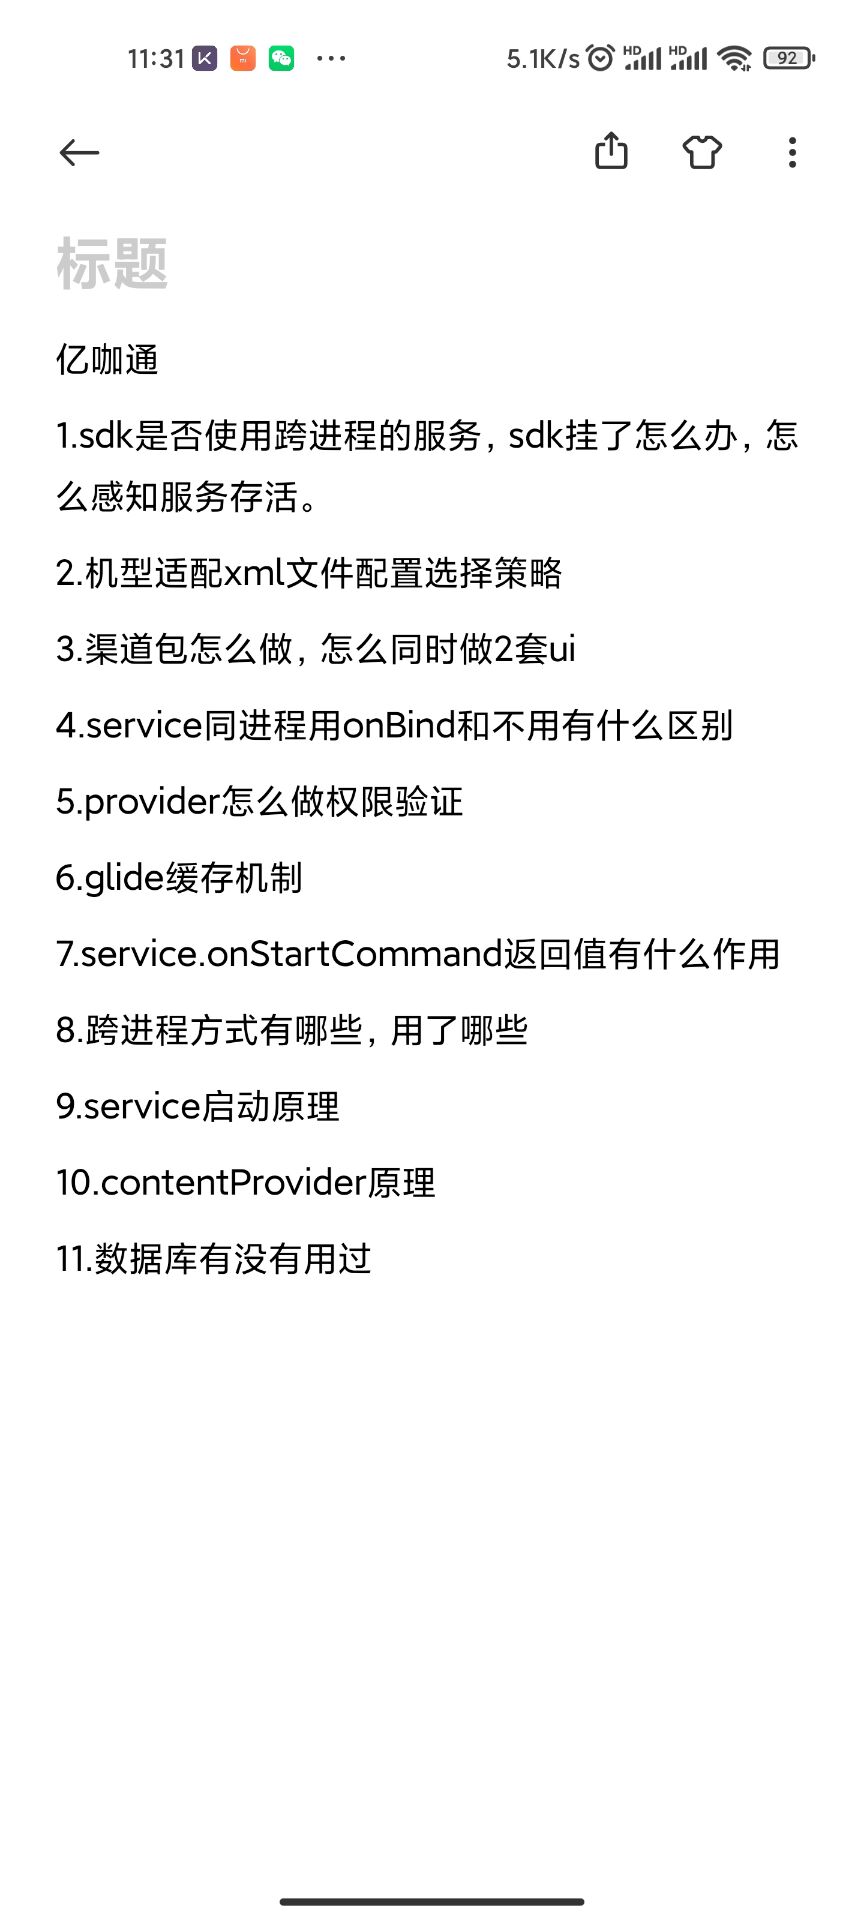 11:31 ··· 5.1K/s HD HD 92
标题
亿咖通
1.sdk是否使用跨进程的服务，sdk挂了怎么办，怎
么感知服务存活。
2.机型适配xml文件配置选择策略
3.渠道包怎么做，怎么同时做2套ui
4.service同进程用onBind和不用有什么区别
5.provider怎么做权限验证
6.glide缓存机制
7.service.onStartCommand返回值有什么作用
8.跨进程方式有哪些，用了哪些
9.service启动原理
10.contentProvider原理
11.数据库有没有用过